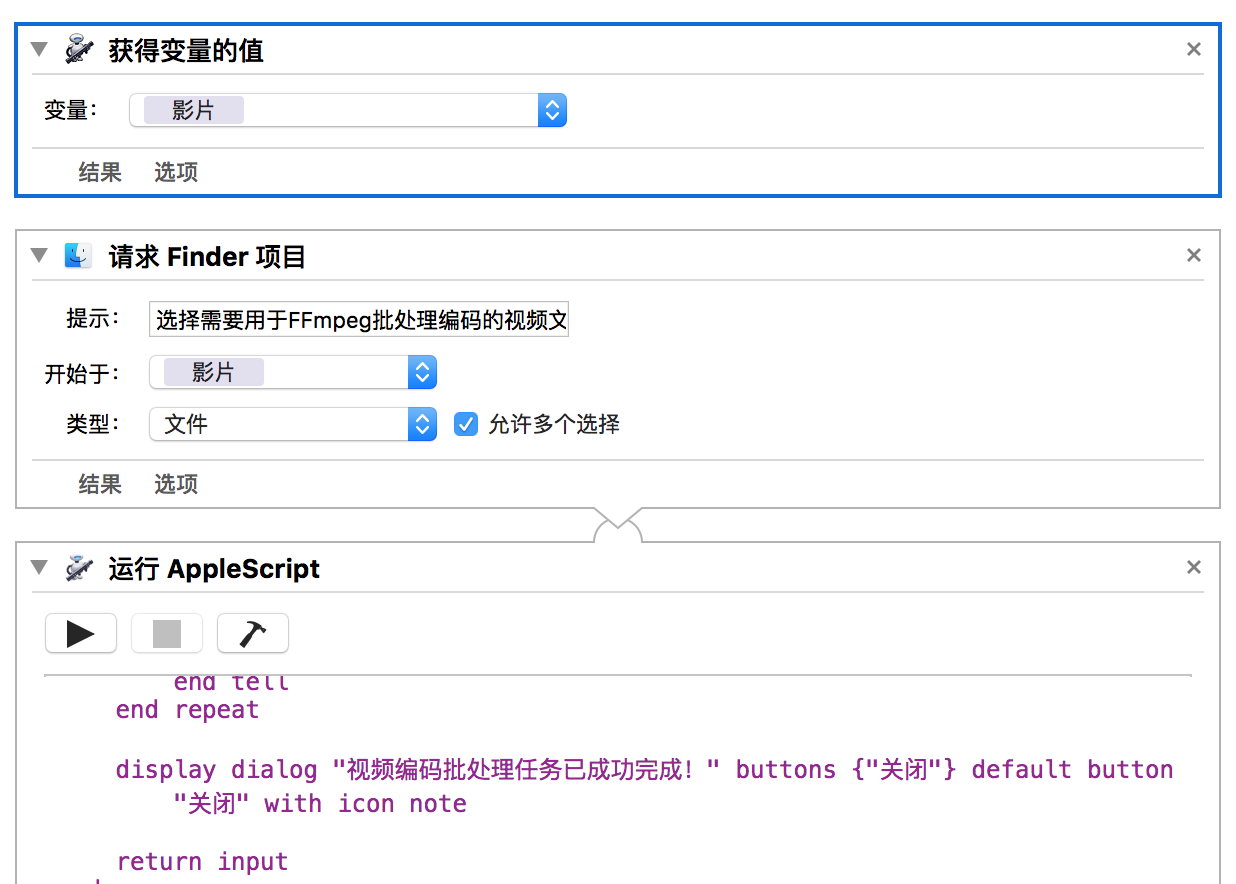 获得变量的值
变量： 影片
结果 选项
请求 Finder 项目
提示： 选择需要用于FFmpeg批处理编码的视频文
开始于： 影片
类型： 文件 允许多个选择
结果 选项
运行 AppleScript
end tell
end repeat
display dialog "视频编码批处理任务已成功完成！" buttons {"关闭"} default button
"关闭" with icon note
return input